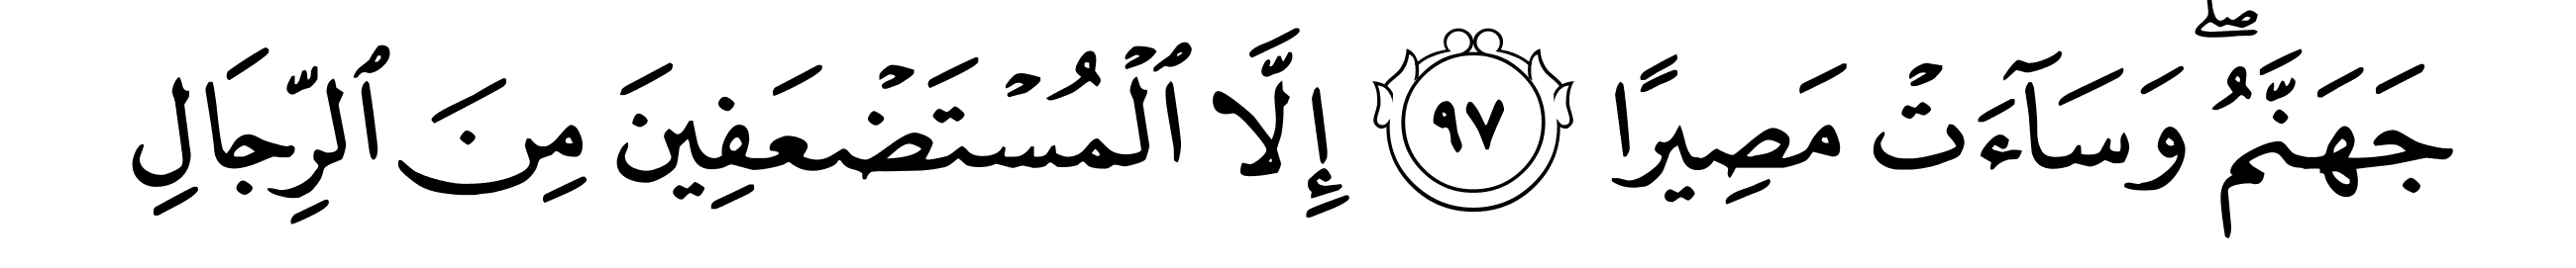 جَهَنَّمُۖ وَسَآءَتۡ مَصِيرًا ٩٧ إِلَّا ٱلۡمُسۡتَضۡعَفِينَ مِنَ ٱلرِّجَالِ